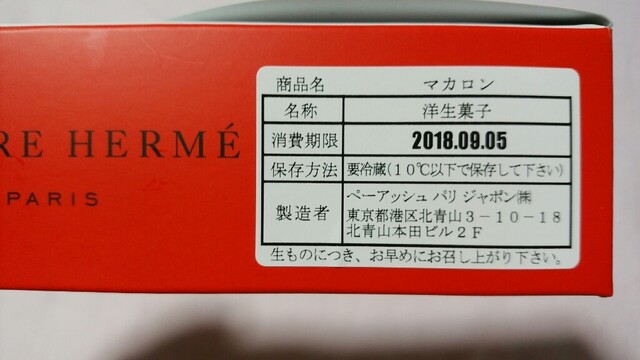 RE HERMÉ
PARIS
商品名 マカロン
名称 洋生菓子
消費期限 2018.09.05
保存方法 要冷蔵(10℃以下で保存して下さい)
製造者 ペーアッシュ パリ ジャポン㈱
東京都港区北青山3-10-18
北青山本田ビル2F
生ものにつき、お早めにお召し上がり下さい。